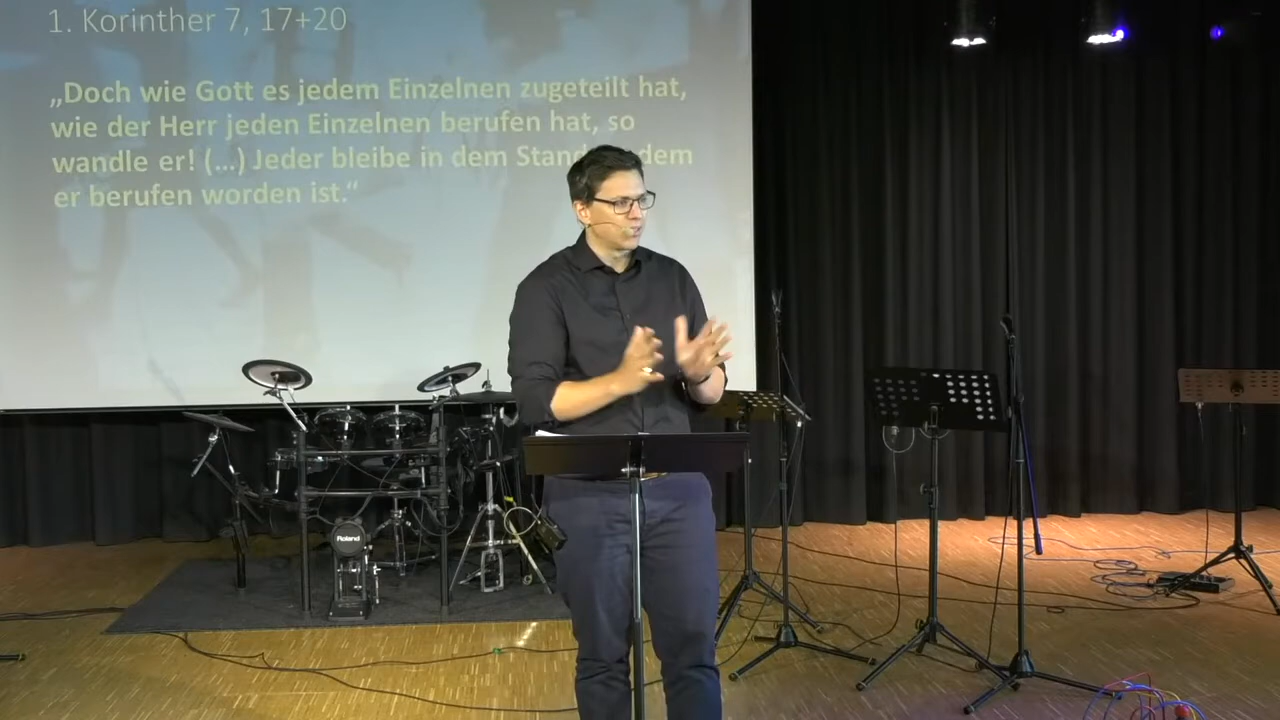 1. Korinther 7, 17+20
„Doch wie Gott es jedem Einzelnen zugeteilt hat,
wie der Herr jeden Einzelnen berufen hat, so
wandle er! (...) Jeder bleibe in dem Stand dem
er berufen worden ist.“
Roland